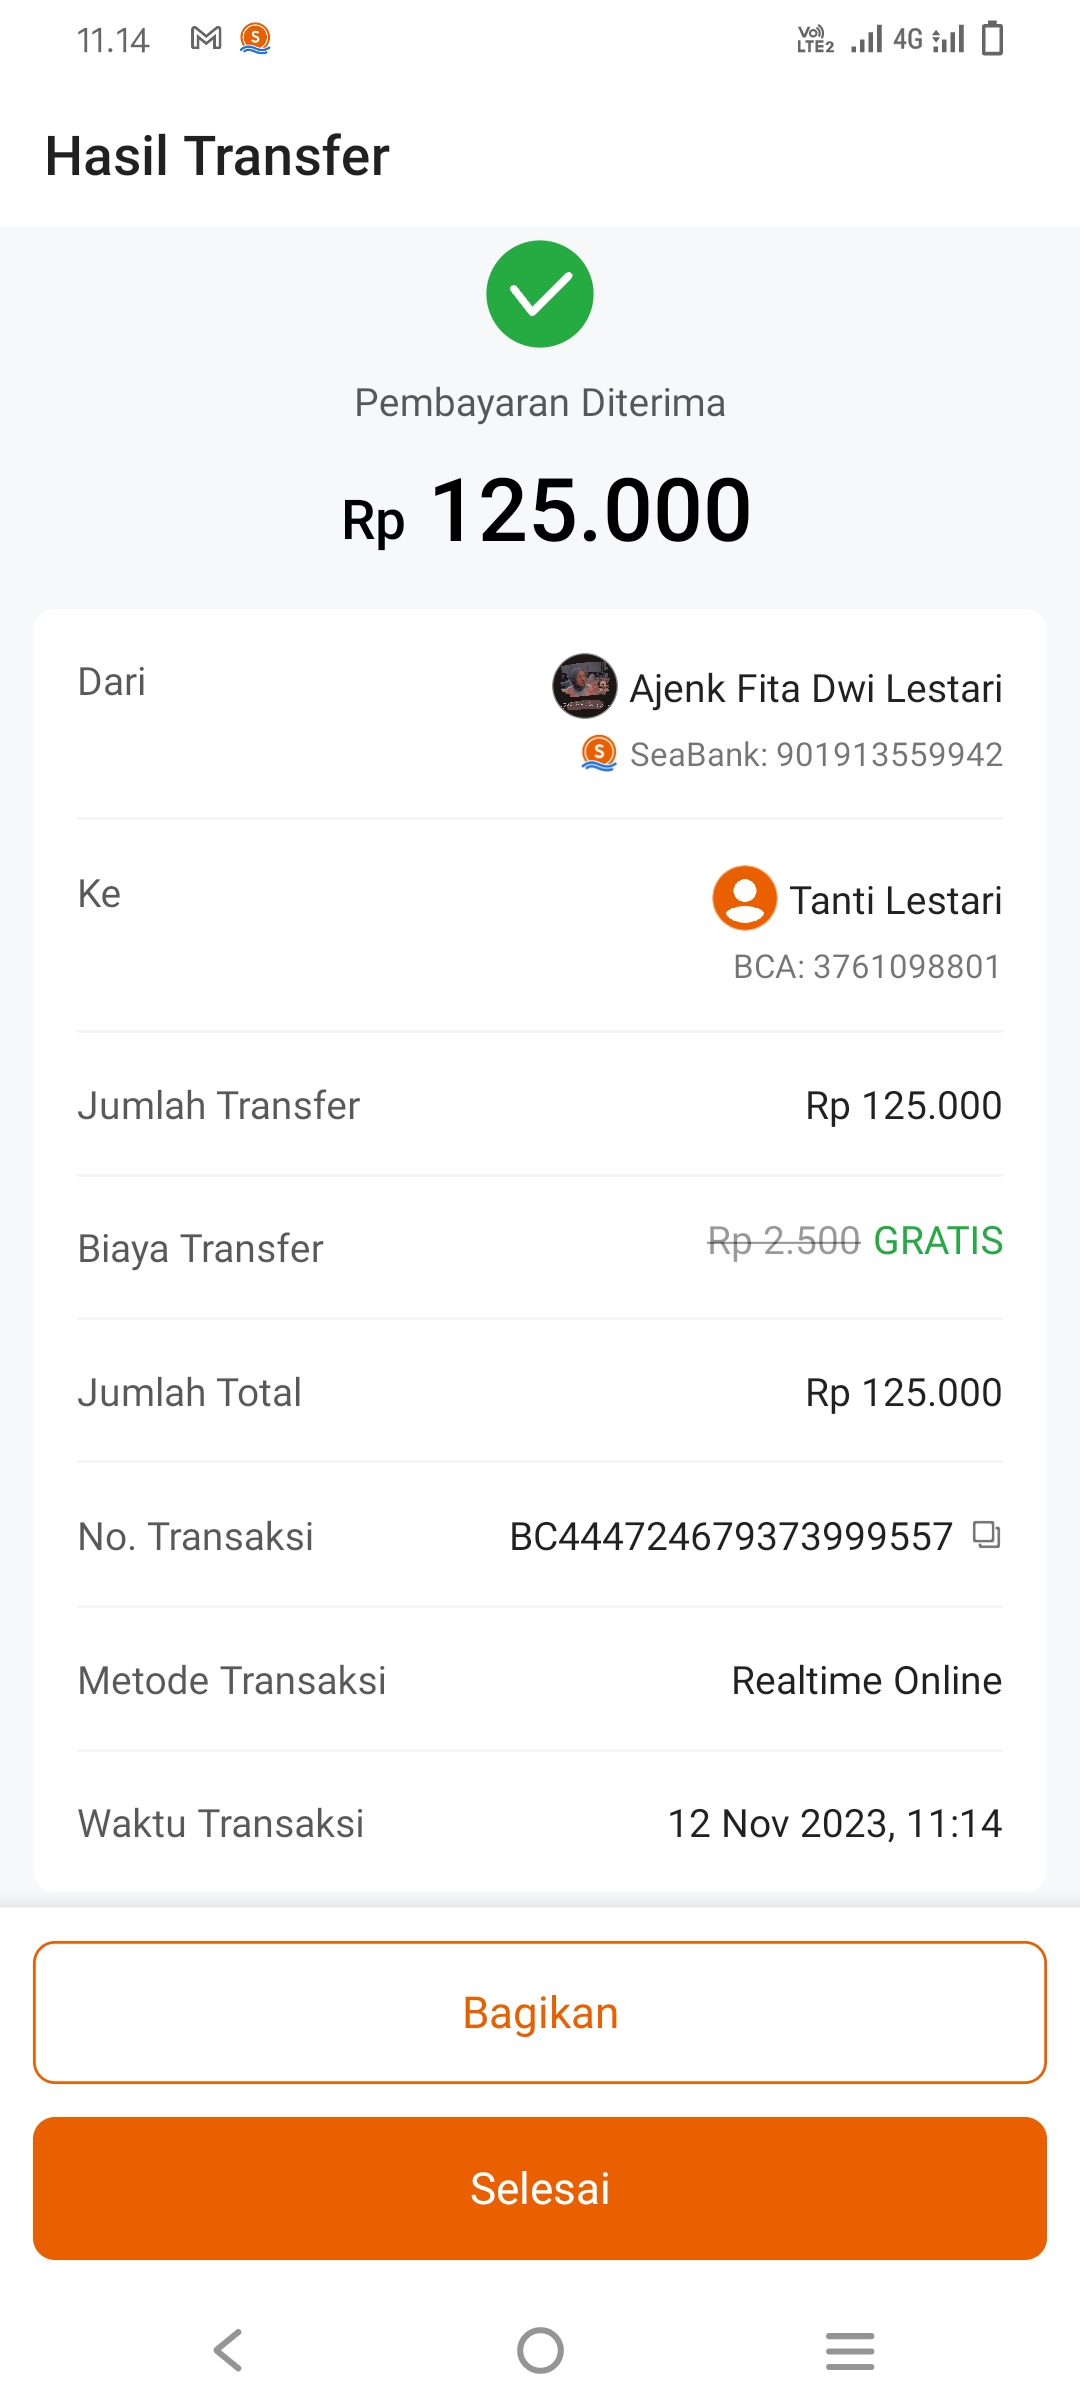 11.14
Vo)) LTE2 4G
Hasil Transfer
Pembayaran Diterima
Rp 125.000
Dari
Ajenk Fita Dwi Lestari
SeaBank: 901913559942
Ke
Tanti Lestari
BCA: 3761098801
Jumlah Transfer Rp 125.000
Biaya Transfer Rp 2.500 GRATIS
Jumlah Total Rp 125.000
No. Transaksi BC444724679373999557
Metode Transaksi Realtime Online
Waktu Transaksi 12 Nov 2023, 11:14
Bagikan
Selesai